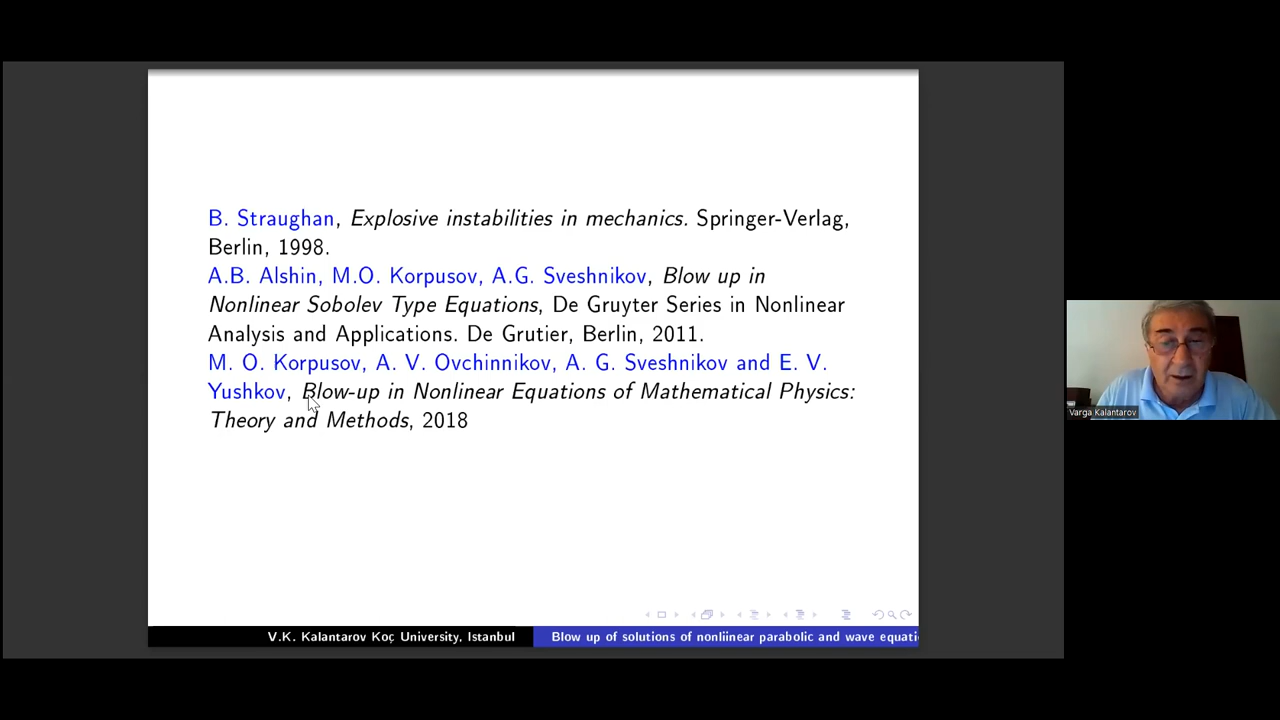 B. Straughan, Explosive instabilities in mechanics. Springer-Verlag,
Berlin, 1998.
A.B. Alshin, M.O. Korpusov, A.G. Sveshnikov, Blow up in
Nonlinear Sobolev Type Equations, De Gruyter Series in Nonlinear
Analysis and Applications. De Grutier, Berlin, 2011.
M. O. Korpusov, A. V. Ovchinnikov, A. G. Sveshnikov and E. V.
Yushkov, Blow-up in Nonlinear Equations of Mathematical Physics:
Theory and Methods, 2018
V.K. Kalantarov Koç University, Istanbul
Blow up of solutions of nonliinear parabolic and wave equati
Varga Kalantarov